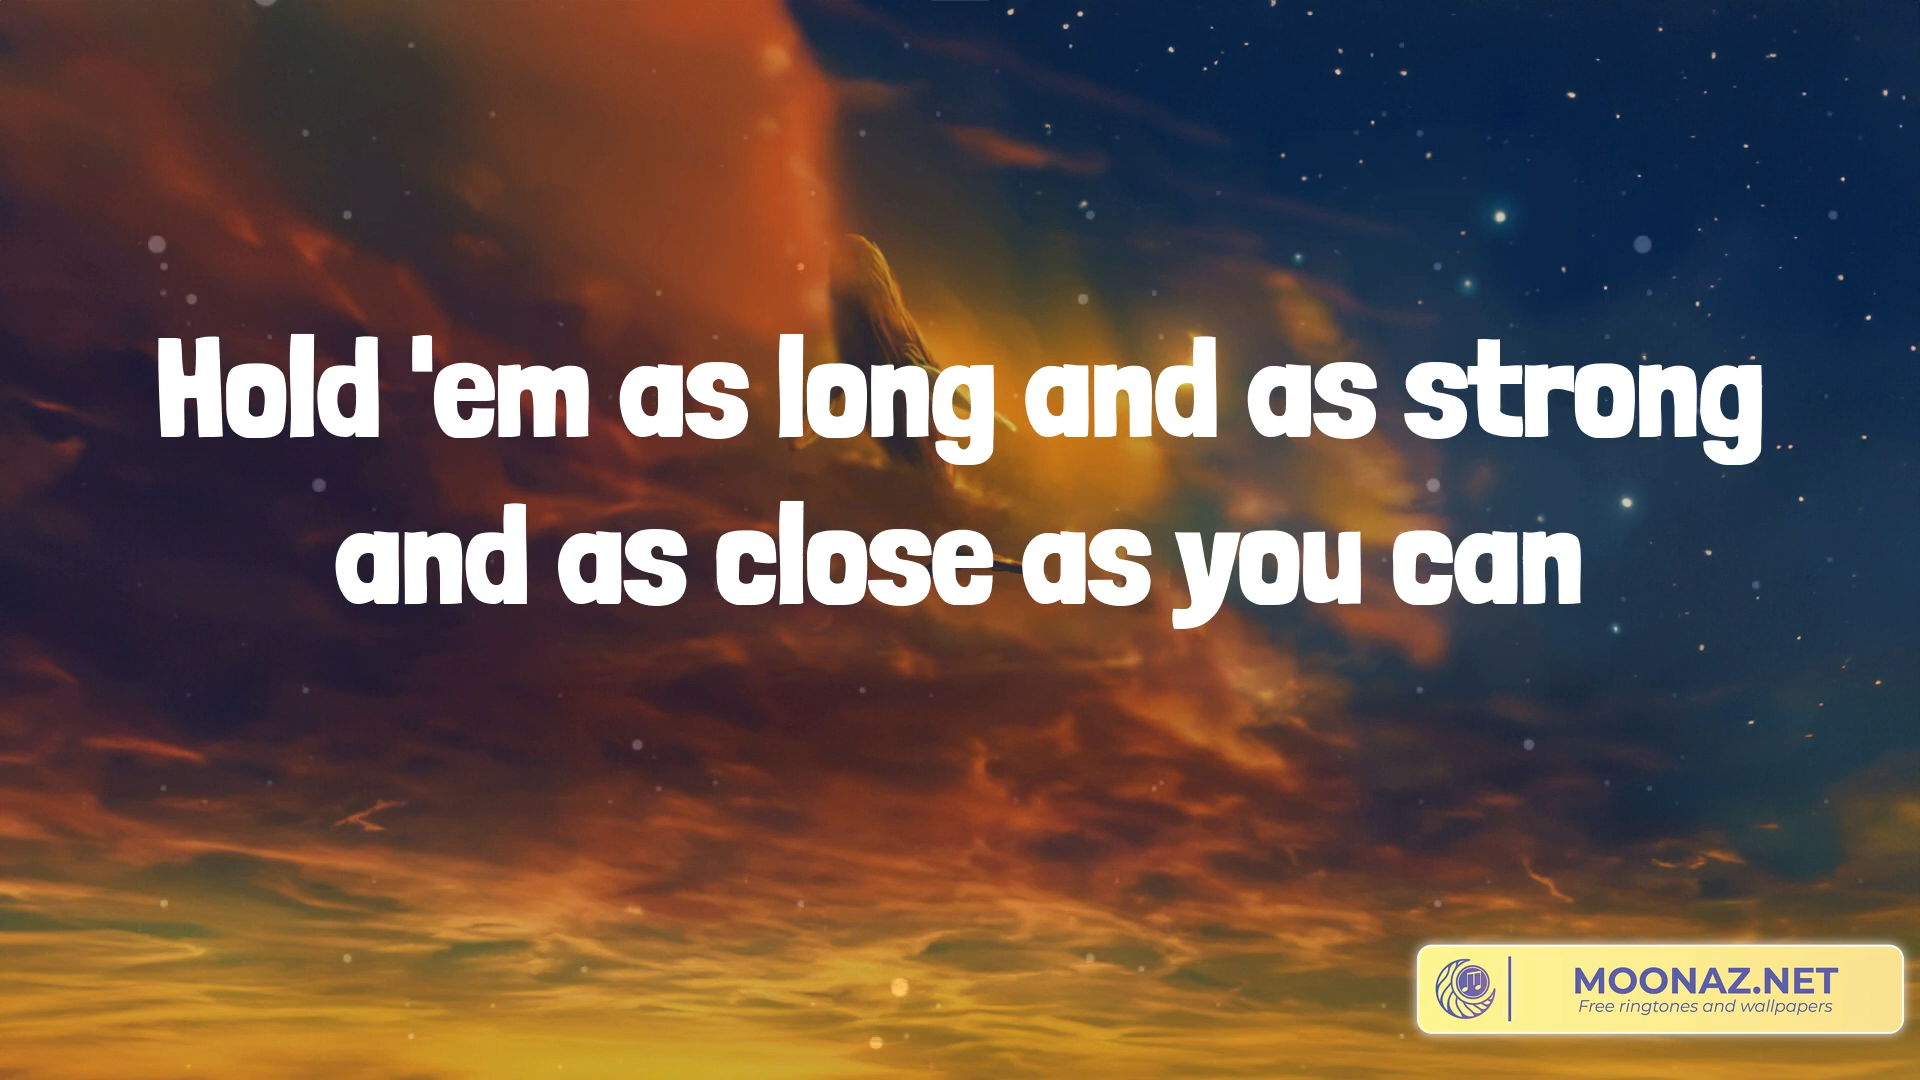 Hold 'em as long and as strong
and as close as you can
MOONAZ.NET
Free ringtones and wallpapers